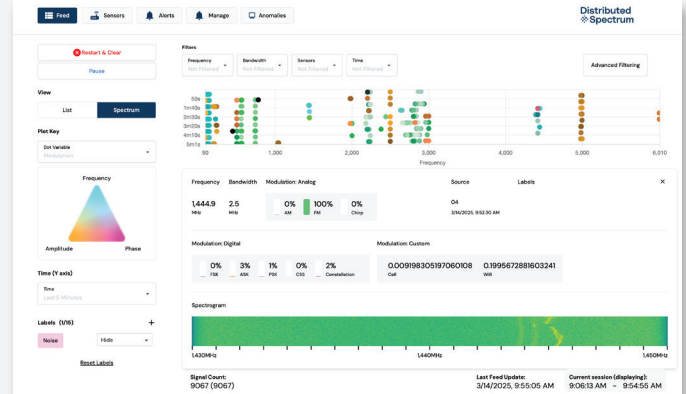 Feed
Sensors
Alerts
Manage
Anomalies
Distributed
Spectrum
Restart & Clear
Pause
View
List
Spectrum
Plot Key
Dot Variable
Modulation
Frequency
Amplitude
Phase
Time (Y axis)
Time
Last 5 Minutes
Labels (1/15)
+
Noise
Hide
Reset Labels
Filters
Frequency
Not Filtered
Bandwidth
Not Filtered
Sensors
Not Filtered
Time
Not Filtered
Advanced Filtering
50s
1m40s
2m30s
3m20s
4m10s
5m1s
90
1,000
2,000
3,000
4,000
5,000
6,010
Frequency
Frequency
Bandwidth
Modulation: Analog
Source
Labels
1,444.9
MHz
2.5
MHz
0%
AM
100%
FM
0%
Chirp
04
3/14/2025, 9:52:30 AM
Modulation: Digital
Modulation: Custom
0%
FSK
3%
ASK
1%
PSK
0%
CSS
2%
Constellation
0.009198305197060108
Cell
0.1995672881603241
Wifi
Spectrogram
1,430MHz
1,440MHz
1,450MHz
Signal Count:
9067 (9067)
Last Feed Update:
3/14/2025, 9:55:05 AM
Current session (displaying):
9:06:13 AM - 9:54:55 AM